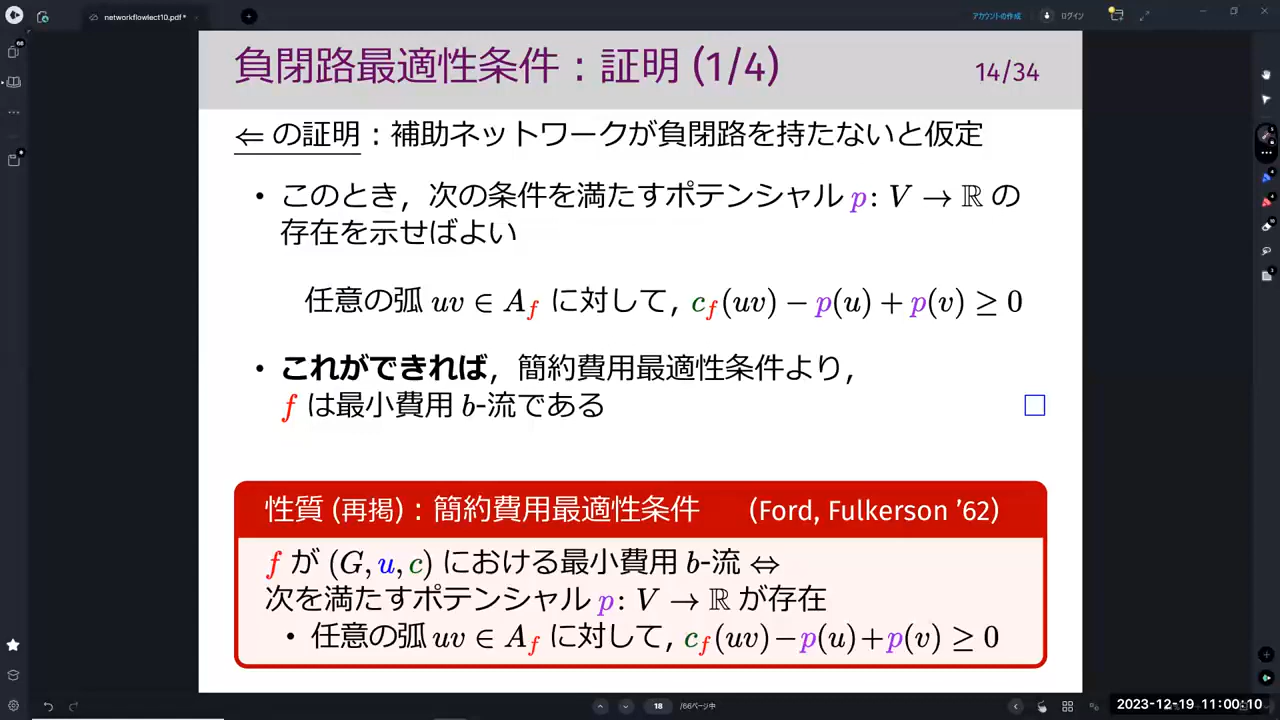 networkflowlect10.pdf*
アカウントの作成
ログイン
負閉路最適性条件：証明 (1/4)
14/34
⇐ の証明：補助ネットワークが負閉路を持たないと仮定
• このとき，次の条件を満たすポテンシャル p: V → ℝ の
存在を示せばよい
任意の弧 uv ∈ A_f に対して, c_f(uv) − p(u) + p(v) ≥ 0
• これができれば，簡約費用最適性条件より，
f は最小費用 b-流である □
性質 (再掲)：簡約費用最適性条件 (Ford, Fulkerson ’62)
f が (G, u, c) における最小費用 b-流 ⇔
次を満たすポテンシャル p: V → ℝ が存在
• 任意の弧 uv ∈ A_f に対して, c_f(uv)−p(u)+p(v) ≥ 0
18
/66ページ中
2023-12-19 11:00:10